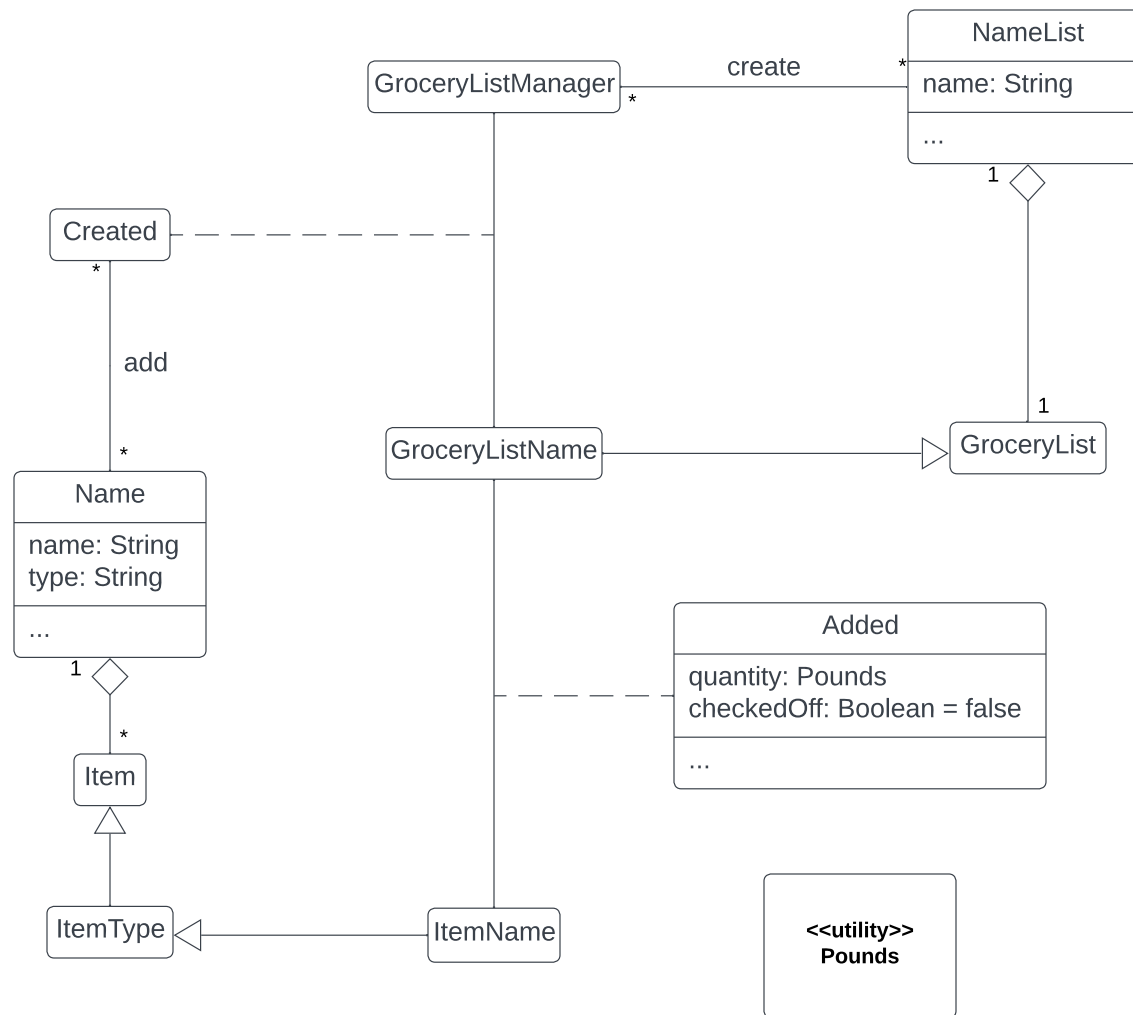 NameList
name: String
...
GroceryListManager
create
*
*
1
Created
*
add
*
1
GroceryListName
GroceryList
Name
name: String
type: String
...
1
*
Item
Added
quantity: Pounds
checkedOff: Boolean = false
...
ItemType
ItemName
<<utility>>
Pounds